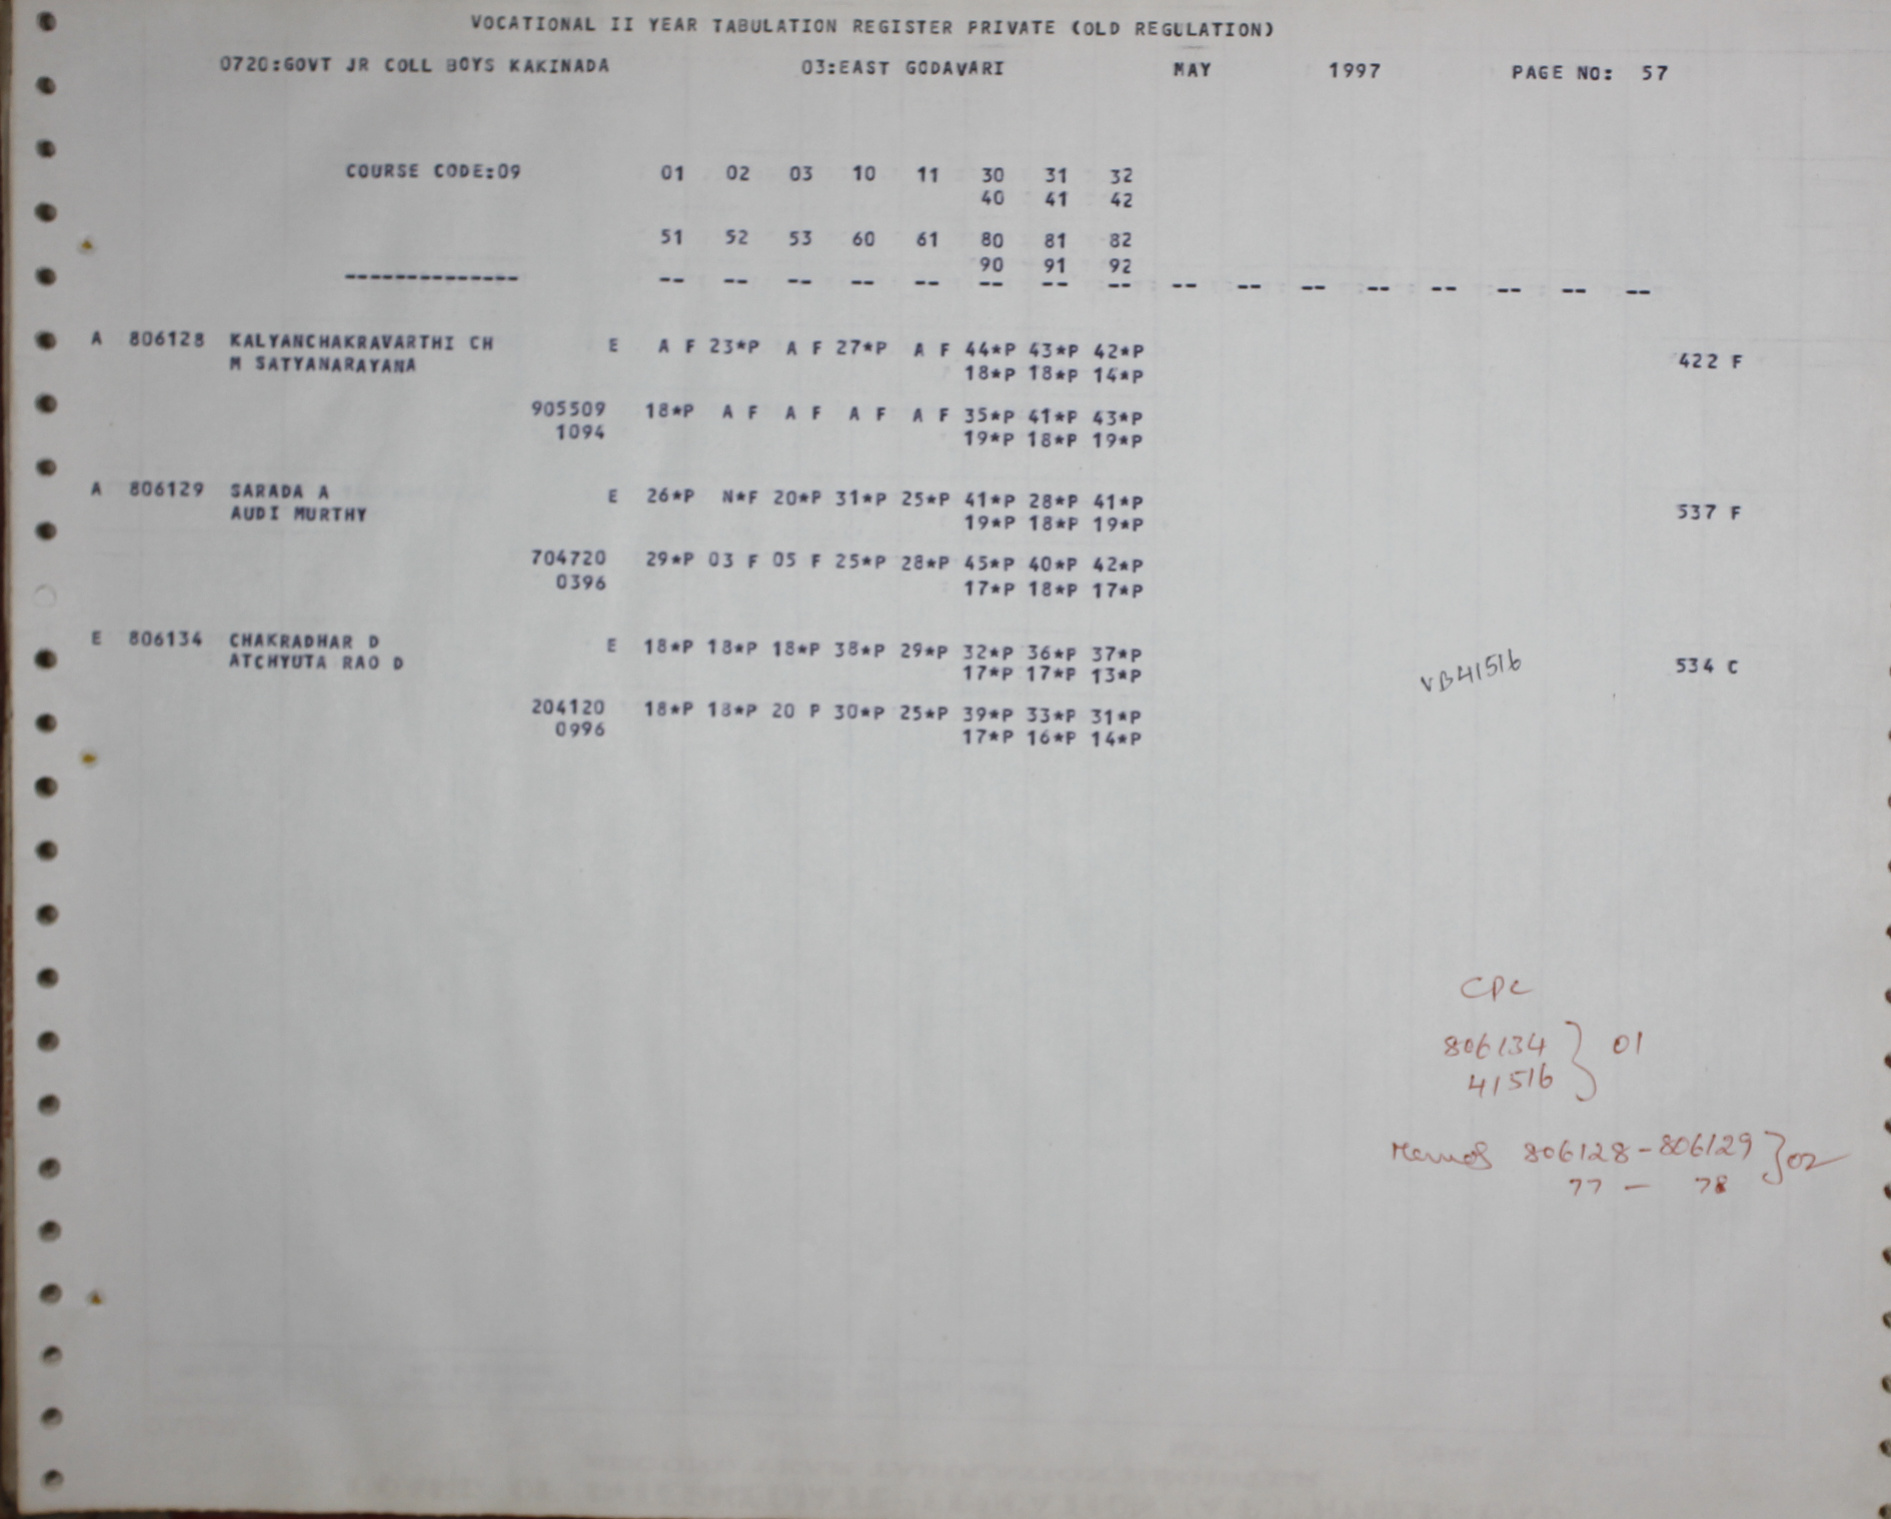 VOCATIONAL II YEAR TABULATION REGISTER PRIVATE (OLD REGULATION)
0720:GOVT JR COLL BOYS KAKINADA 03:EAST GODAVARI MAY 1997 PAGE NO: 57
COURSE CODE:09 01 02 03 10 11 30 31 32
40 41 42
51 52 53 60 61 80 81 82
90 91 92
-------------- -- -- -- -- -- -- -- -- -- -- -- -- -- -- -- --
A 806128 KALYANCHAKRAVARTHI CH E A F 23*P A F 27*P A F 44*P 43*P 42*P
M SATYANARAYANA 18*P 18*P 14*P 422 F
905509 18*P A F A F A F A F 35*P 41*P 43*P
1094 19*P 18*P 19*P
A 806129 SARADA A E 26*P N*F 20*P 31*P 25*P 41*P 28*P 41*P
AUDI MURTHY 19*P 18*P 19*P 537 F
704720 29*P 03 F 05 F 25*P 28*P 45*P 40*P 42*P
0396 17*P 18*P 17*P
E 806134 CHAKRADHAR D E 18*P 18*P 18*P 38*P 29*P 32*P 36*P 37*P
ATCHYUTA RAO D 17*P 17*P 13*P VB41516 534 C
204120 18*P 18*P 20 P 30*P 25*P 39*P 33*P 31*P
0996 17*P 16*P 14*P
CPC
806134 } 01
41516
Memos 806128-806129 } 02
77 - 78